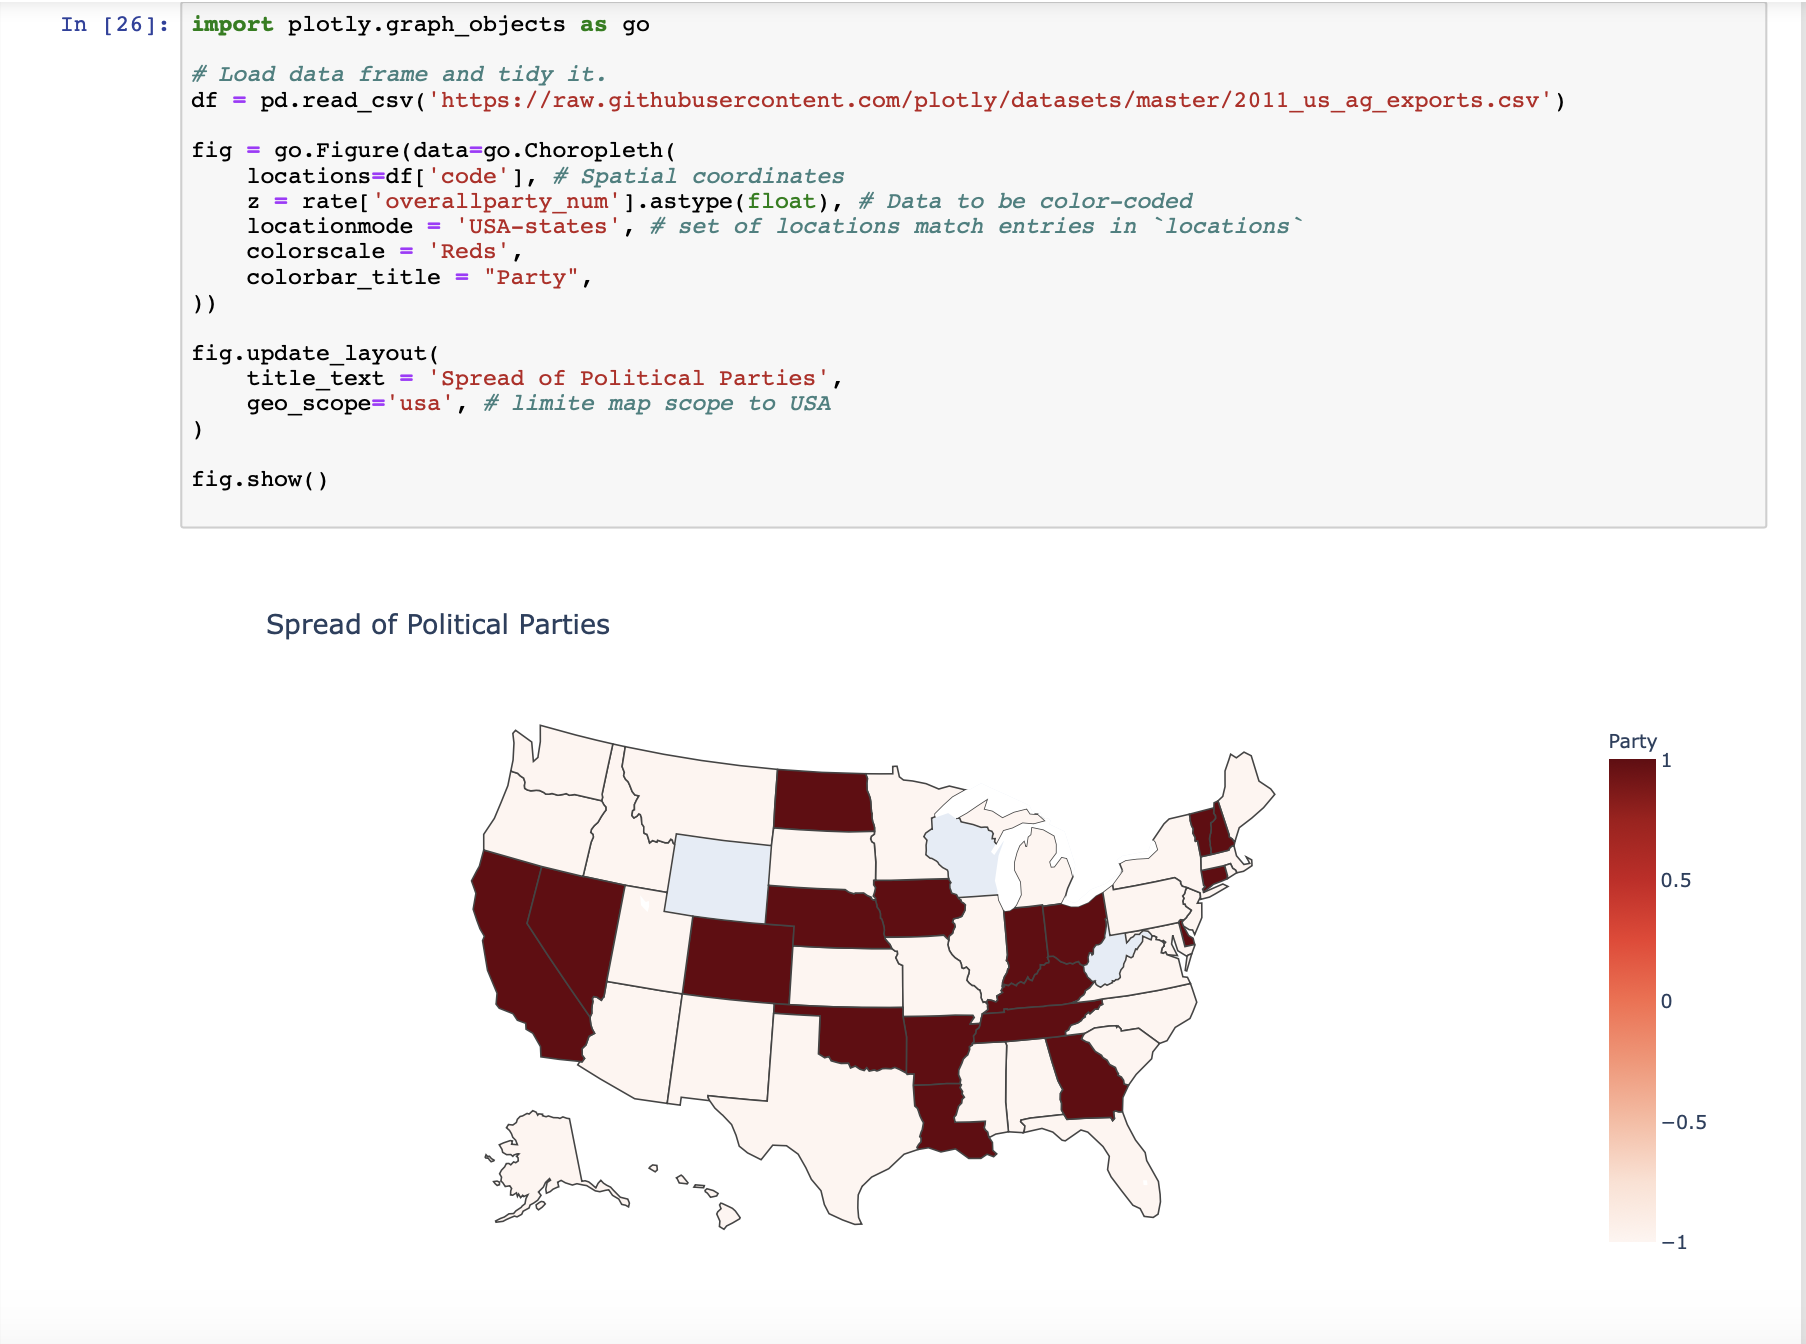 In [26]:
import plotly.graph_objects as go
# Load data frame and tidy it.
df = pd.read_csv('https://raw.githubusercontent.com/plotly/datasets/master/2011_us_ag_exports.csv')
fig = go.Figure(data=go.Choropleth(
locations=df['code'], # Spatial coordinates
z = rate['overallparty_num'].astype(float), # Data to be color-coded
locationmode = 'USA-states', # set of locations match entries in `locations`
colorscale = 'Reds',
colorbar_title = "Party",
))
fig.update_layout(
title_text = 'Spread of Political Parties',
geo_scope='usa', # limite map scope to USA
)
fig.show()
Spread of Political Parties
Party
1
0.5
0
−0.5
−1